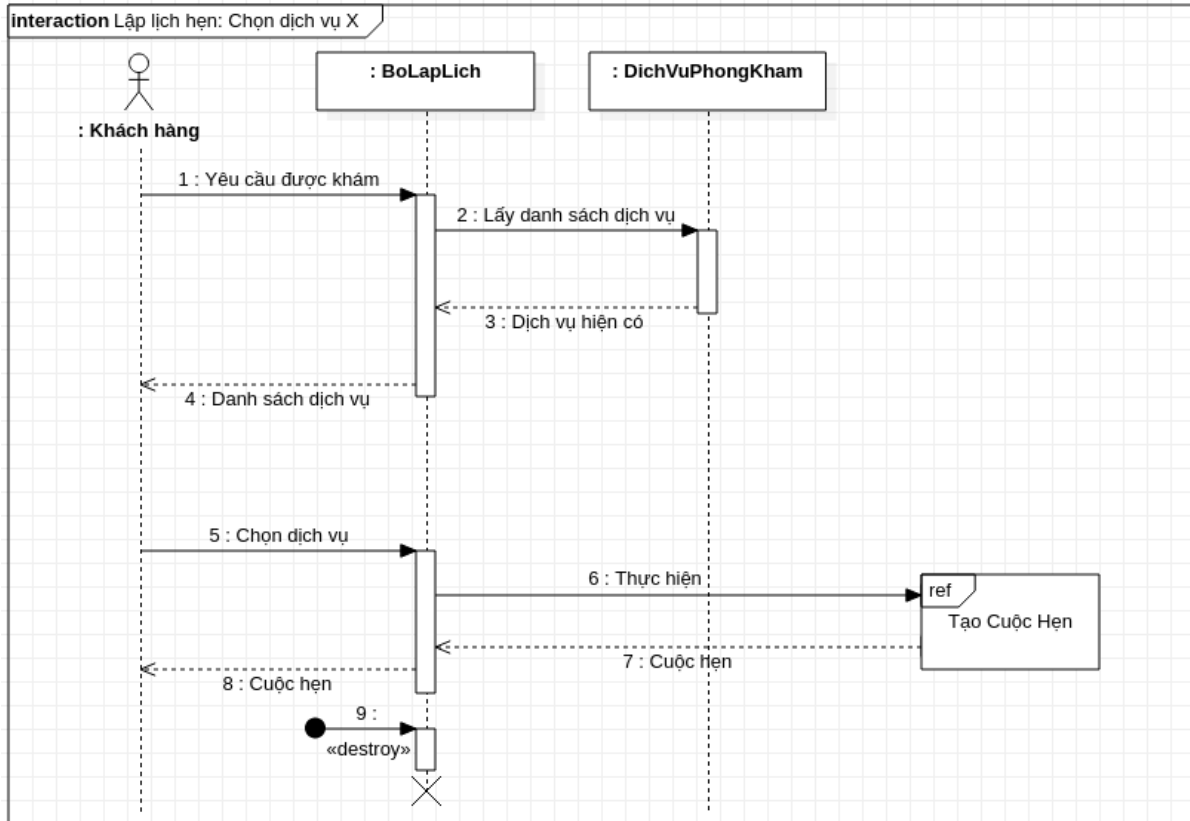 interaction Lập lịch hẹn: Chọn dịch vụ X
: Khách hàng
: BoLapLich
: DichVuPhongKham
1 : Yêu cầu được khám
2 : Lấy danh sách dịch vụ
3 : Dịch vụ hiện có
4 : Danh sách dịch vụ
5 : Chọn dịch vụ
6 : Thực hiện
ref
Tạo Cuộc Hẹn
7 : Cuộc hẹn
8 : Cuộc hẹn
9 :
«destroy»